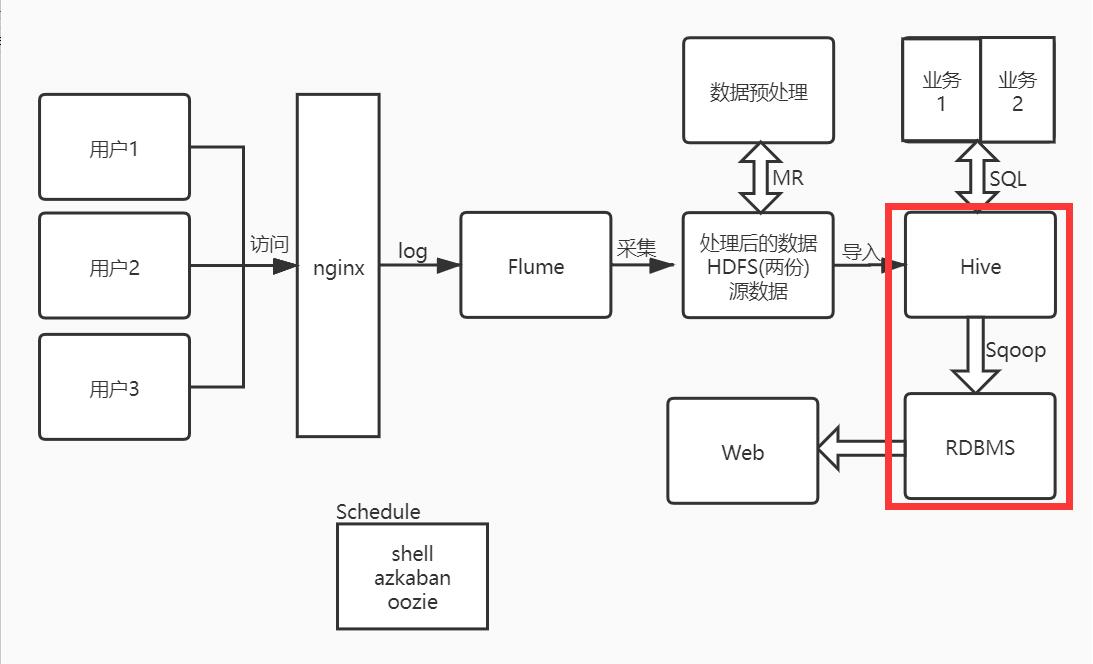 用户1
用户2
用户3
访问
nginx
log
Flume
采集
数据预处理
MR
处理后的数据
HDFS(两份)
源数据
导入
业务
1
业务
2
SQL
Hive
Sqoop
RDBMS
Web
Schedule
shell
azkaban
oozie